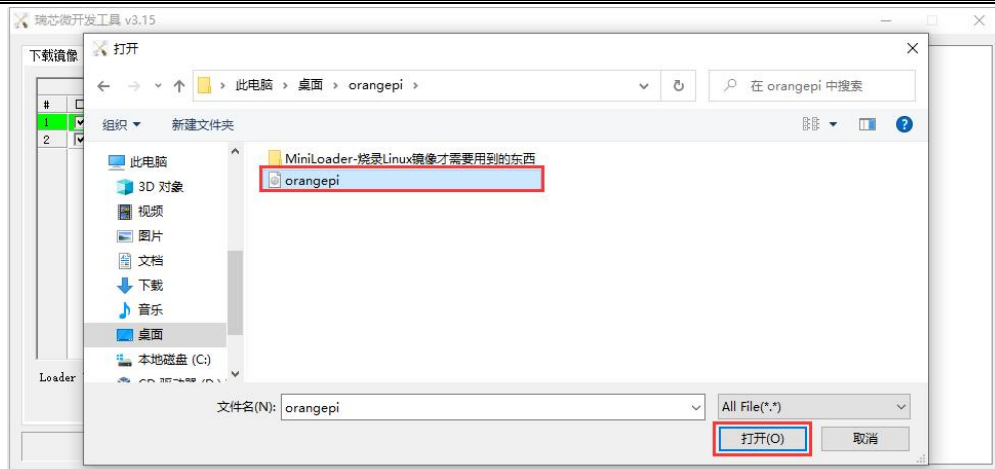 瑞芯微开发工具 v3.15
下载镜像
打开
此电脑 › 桌面 › orangepi ›
在 orangepi 中搜索
组织
新建文件夹
#
1
2
此电脑
3D 对象
视频
图片
文档
下载
音乐
桌面
本地磁盘 (C:)
MiniLoader-烧录Linux镜像才需要用到的东西
orangepi
Loader
文件名(N): orangepi
All File(*.*)
打开(O)
取消